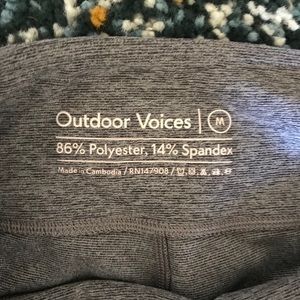 Outdoor Voices | M
86% Polyester, 14% Spandex
Made in Cambodia / RN147908 /